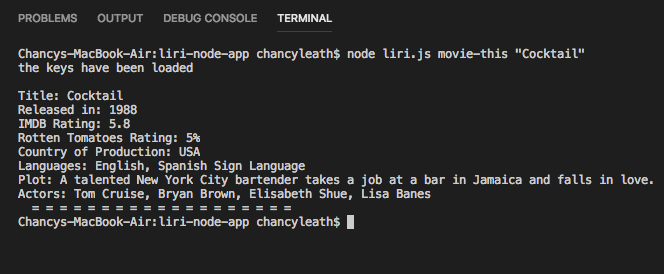 PROBLEMS OUTPUT DEBUG CONSOLE TERMINAL
Chancys-MacBook-Air:liri-node-app chancyleath$ node liri.js movie-this "Cocktail"
the keys have been loaded
Title: Cocktail
Released in: 1988
IMDB Rating: 5.8
Rotten Tomatoes Rating: 5%
Country of Production: USA
Languages: English, Spanish Sign Language
Plot: A talented New York City bartender takes a job at a bar in Jamaica and falls in love.
Actors: Tom Cruise, Bryan Brown, Elisabeth Shue, Lisa Banes
= = = = = = = = = = = = = = = = = = =
Chancys-MacBook-Air:liri-node-app chancyleath$